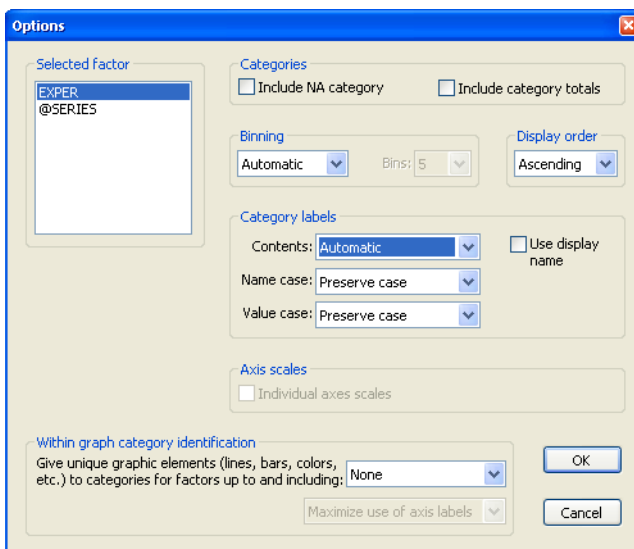 Options
Selected factor
EXPER
@SERIES
Categories
Include NA category
Include category totals
Binning
Automatic
Bins: 5
Display order
Ascending
Category labels
Contents: Automatic
Use display
name
Name case: Preserve case
Value case: Preserve case
Axis scales
Individual axes scales
Within graph category identification
Give unique graphic elements (lines, bars, colors,
etc.) to categories for factors up to and including: None
Maximize use of axis labels
OK
Cancel